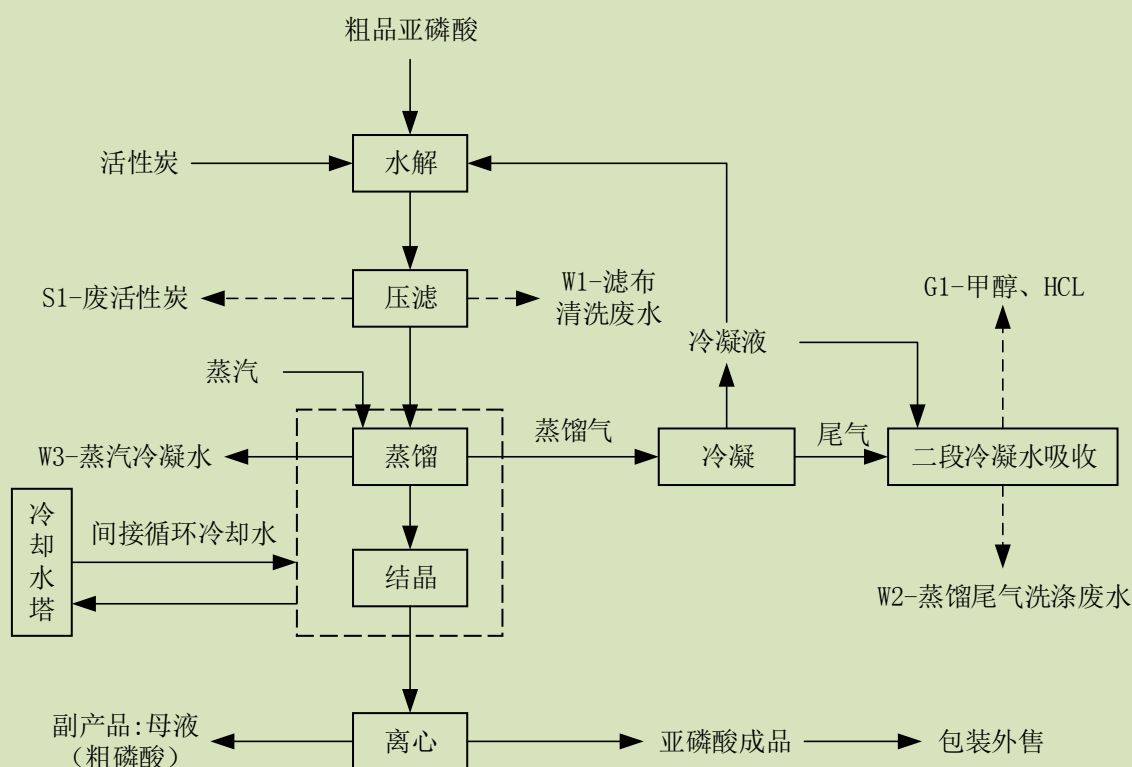 粗品亚磷酸
活性炭
水解
S1-废活性炭
压滤
W1-滤布
清洗废水
G1-甲醇、HCL
冷凝液
蒸汽
蒸馏气
尾气
W3-蒸汽冷凝水
蒸馏
冷凝
二段冷凝水吸收
冷
却
水
塔
间接循环冷却水
结晶
W2-蒸馏尾气洗涤废水
副产品:母液
（粗磷酸）
离心
亚磷酸成品
包装外售